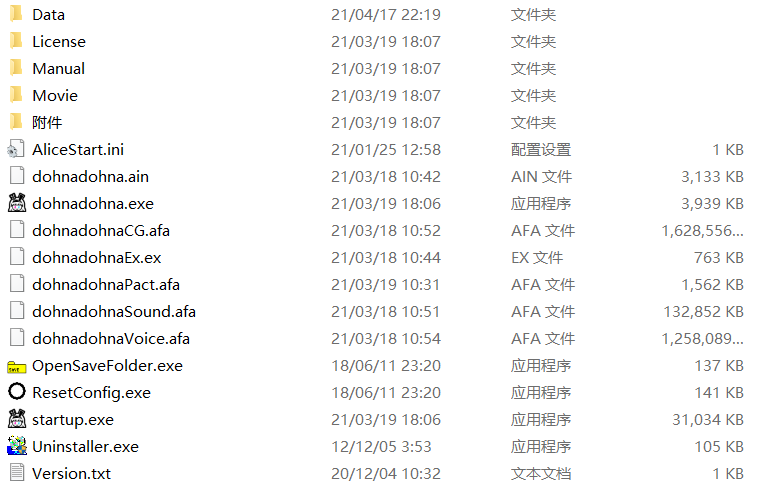 Data 21/04/17 22:19 文件夹
License 21/03/19 18:07 文件夹
Manual 21/03/19 18:07 文件夹
Movie 21/03/19 18:07 文件夹
附件 21/03/19 18:07 文件夹
AliceStart.ini 21/01/25 12:58 配置设置 1 KB
dohnadohna.ain 21/03/18 10:42 AIN 文件 3,133 KB
dohnadohna.exe 21/03/19 18:06 应用程序 3,939 KB
dohnadohnaCG.afa 21/03/18 10:52 AFA 文件 1,628,556...
dohnadohnaEx.ex 21/03/18 10:44 EX 文件 763 KB
dohnadohnaPact.afa 21/03/19 10:31 AFA 文件 1,562 KB
dohnadohnaSound.afa 21/03/18 10:51 AFA 文件 132,852 KB
dohnadohnaVoice.afa 21/03/18 10:54 AFA 文件 1,258,089...
OpenSaveFolder.exe 18/06/11 23:20 应用程序 137 KB
ResetConfig.exe 18/06/11 23:20 应用程序 141 KB
startup.exe 21/03/19 18:06 应用程序 31,034 KB
Uninstaller.exe 12/12/05 3:53 应用程序 105 KB
Version.txt 20/12/04 10:32 文本文档 1 KB